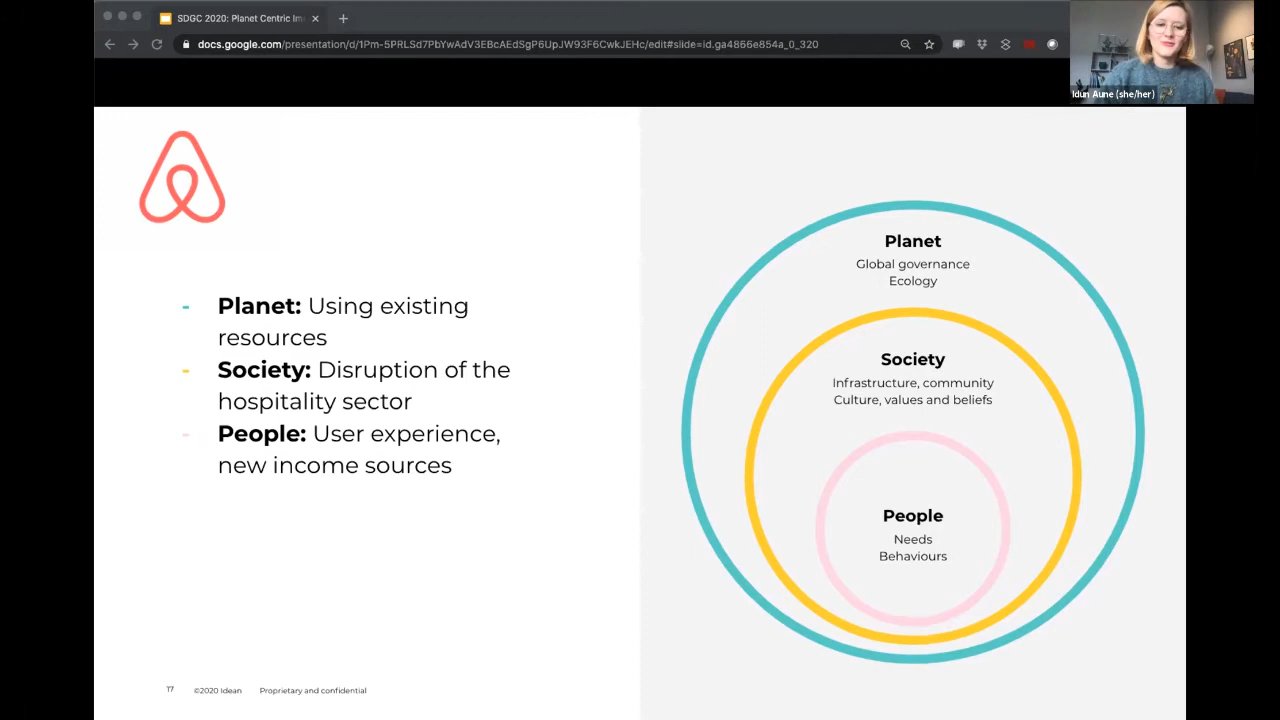 SDGC 2020: Planet Centric Im
docs.google.com/presentation/d/1Pm-5PRLSd7PbYwAdV3EBcAEdSgP6UpJW93F6CwkJEHc/edit#slide=id.ga4866e854a_0_320
Idun Aune (she/her)
- Planet: Using existing
resources
- Society: Disruption of the
hospitality sector
- People: User experience,
new income sources
Planet
Global governance
Ecology
Society
Infrastructure, community
Culture, values and beliefs
People
Needs
Behaviours
17 ©2020 Idean Proprietary and confidential